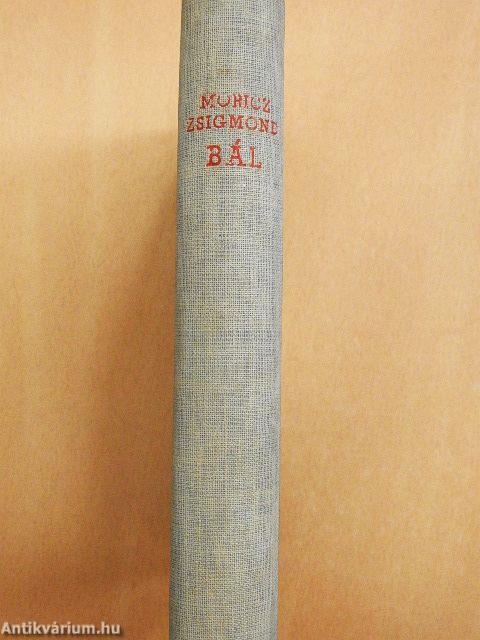 MÓRICZ
ZSIGMOND
BÁL
Antikvárium.hu